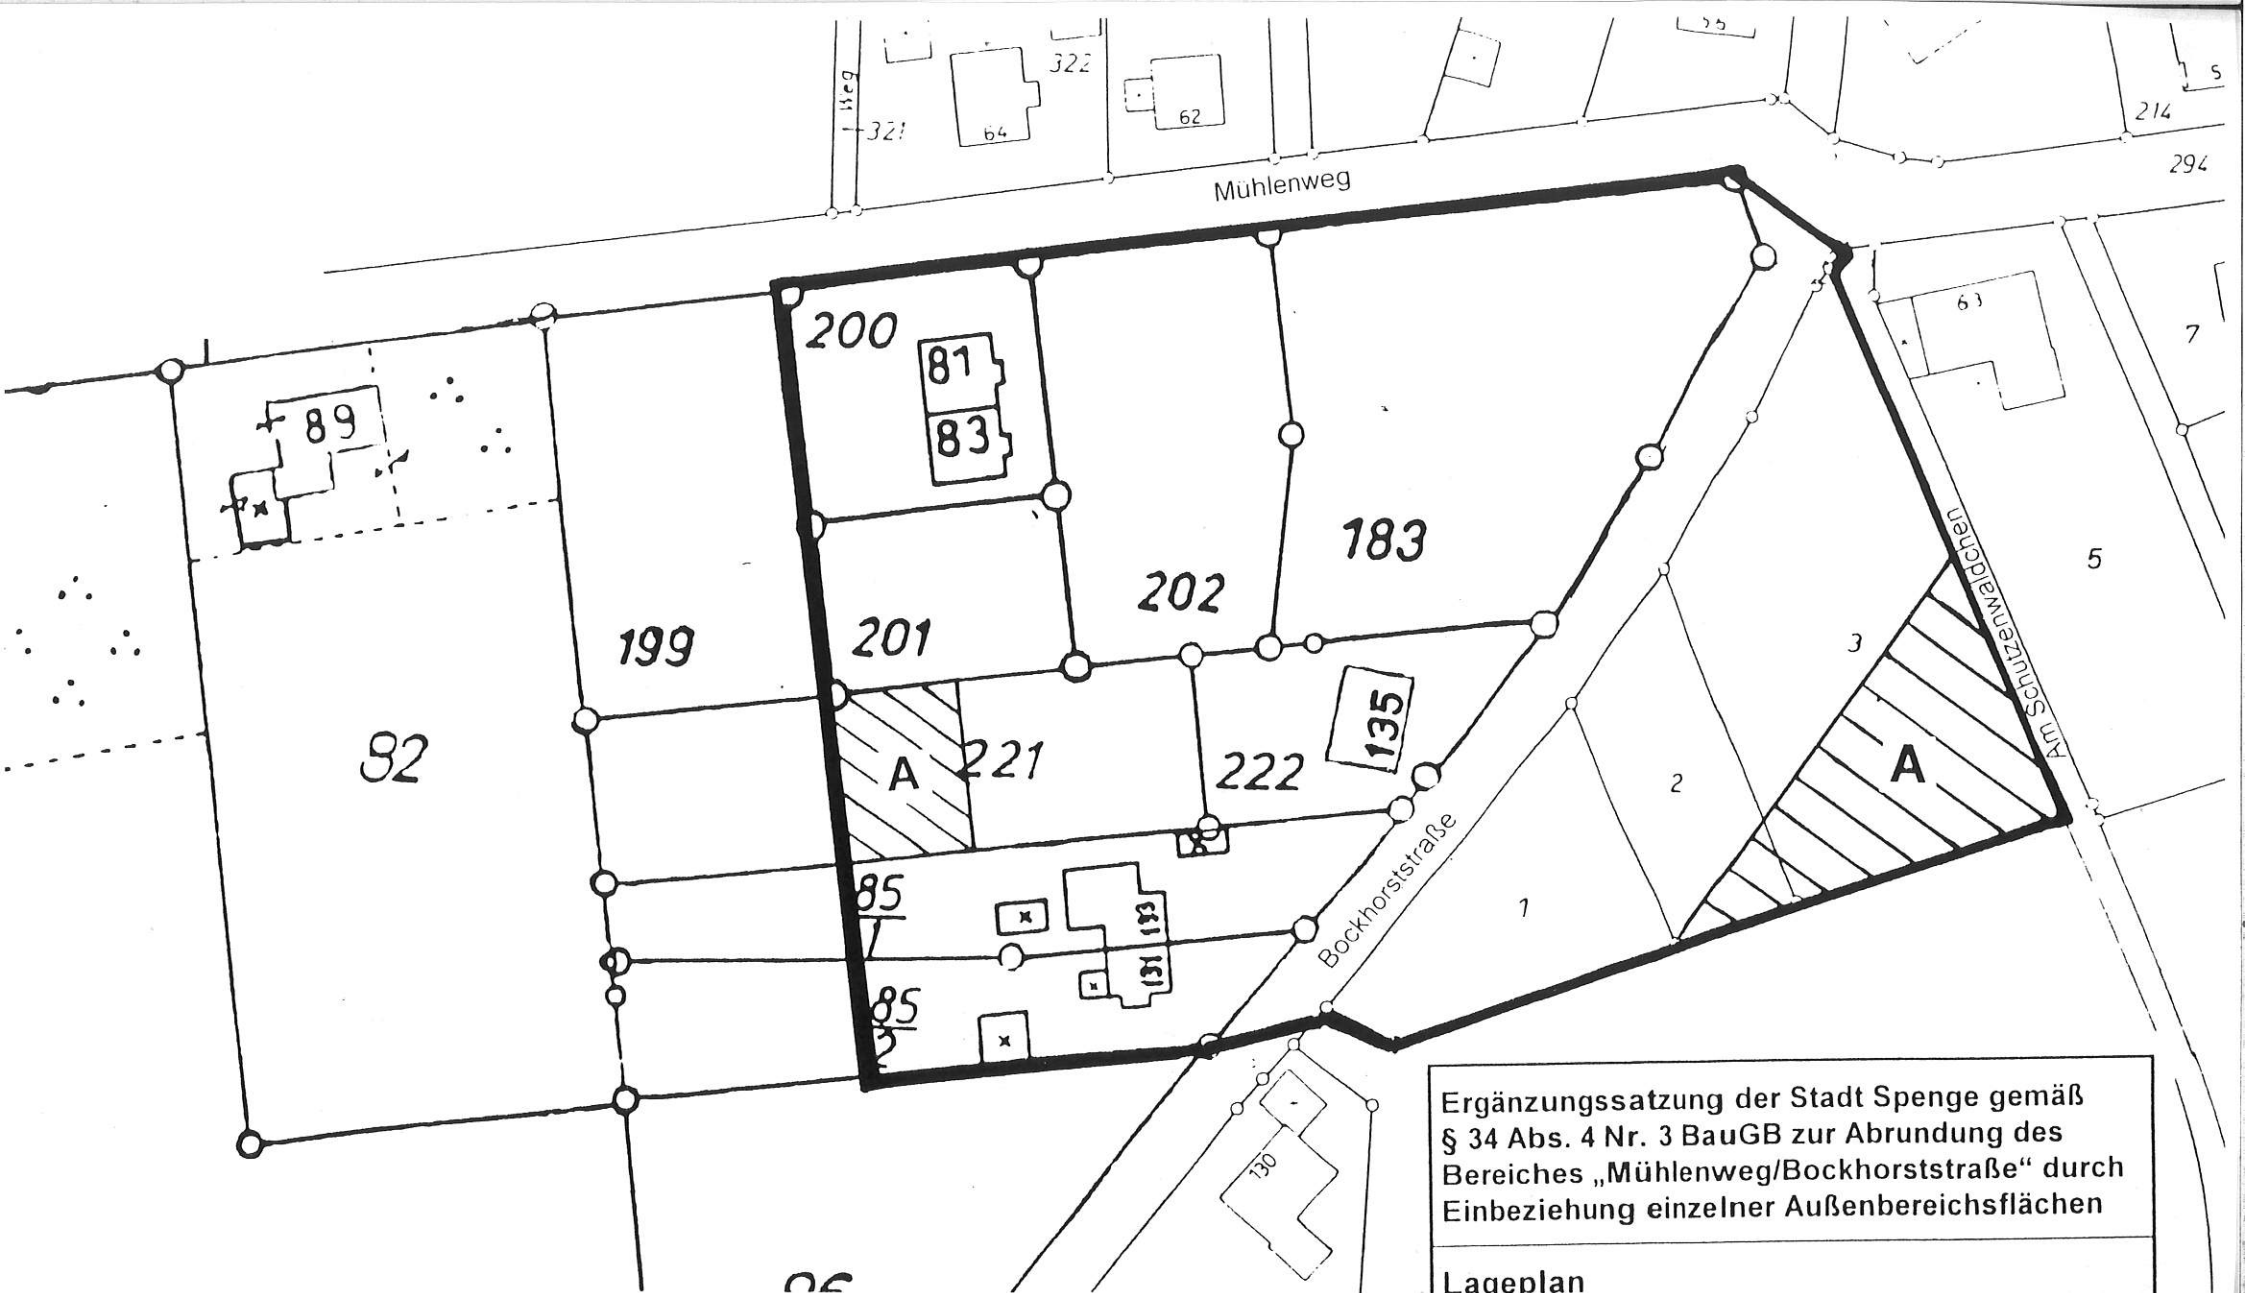 Weg
321
322
64
62
214
294
Mühlenweg
200
81
83
89
63
7
183
5
202
201
199
3
Am Schützenwäldchen
82
A
221
222
135
2
A
Bockhorststraße
1
85
133
131
85
2
130
Ergänzungssatzung der Stadt Spenge gemäß
§ 34 Abs. 4 Nr. 3 BauGB zur Abrundung des
Bereiches „Mühlenweg/Bockhorststraße“ durch
Einbeziehung einzelner Außenbereichsflächen
Lageplan